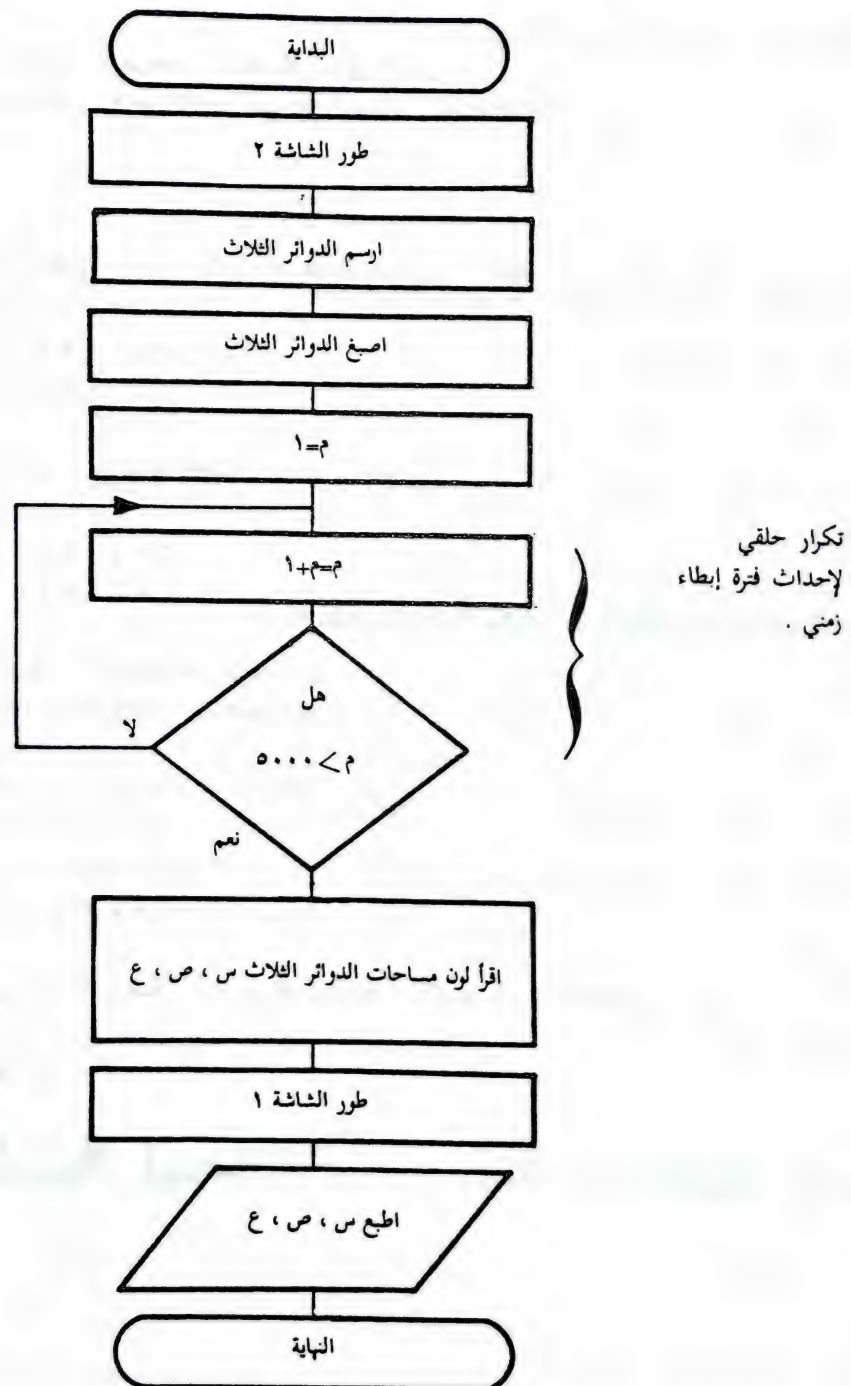 البداية
طور الشاشة ٢
ارسم الدوائر الثلاث
اصبغ الدوائر الثلاث
م=١
م=م+١
تكرار حلقي
لإحداث فترة إبطاء
زمني .
هل
م>٥٠٠٠
لا
نعم
اقرأ لون مساحات الدوائر الثلاث س ، ص ، ع
طور الشاشة ١
اطبع س ، ص ، ع
النهاية